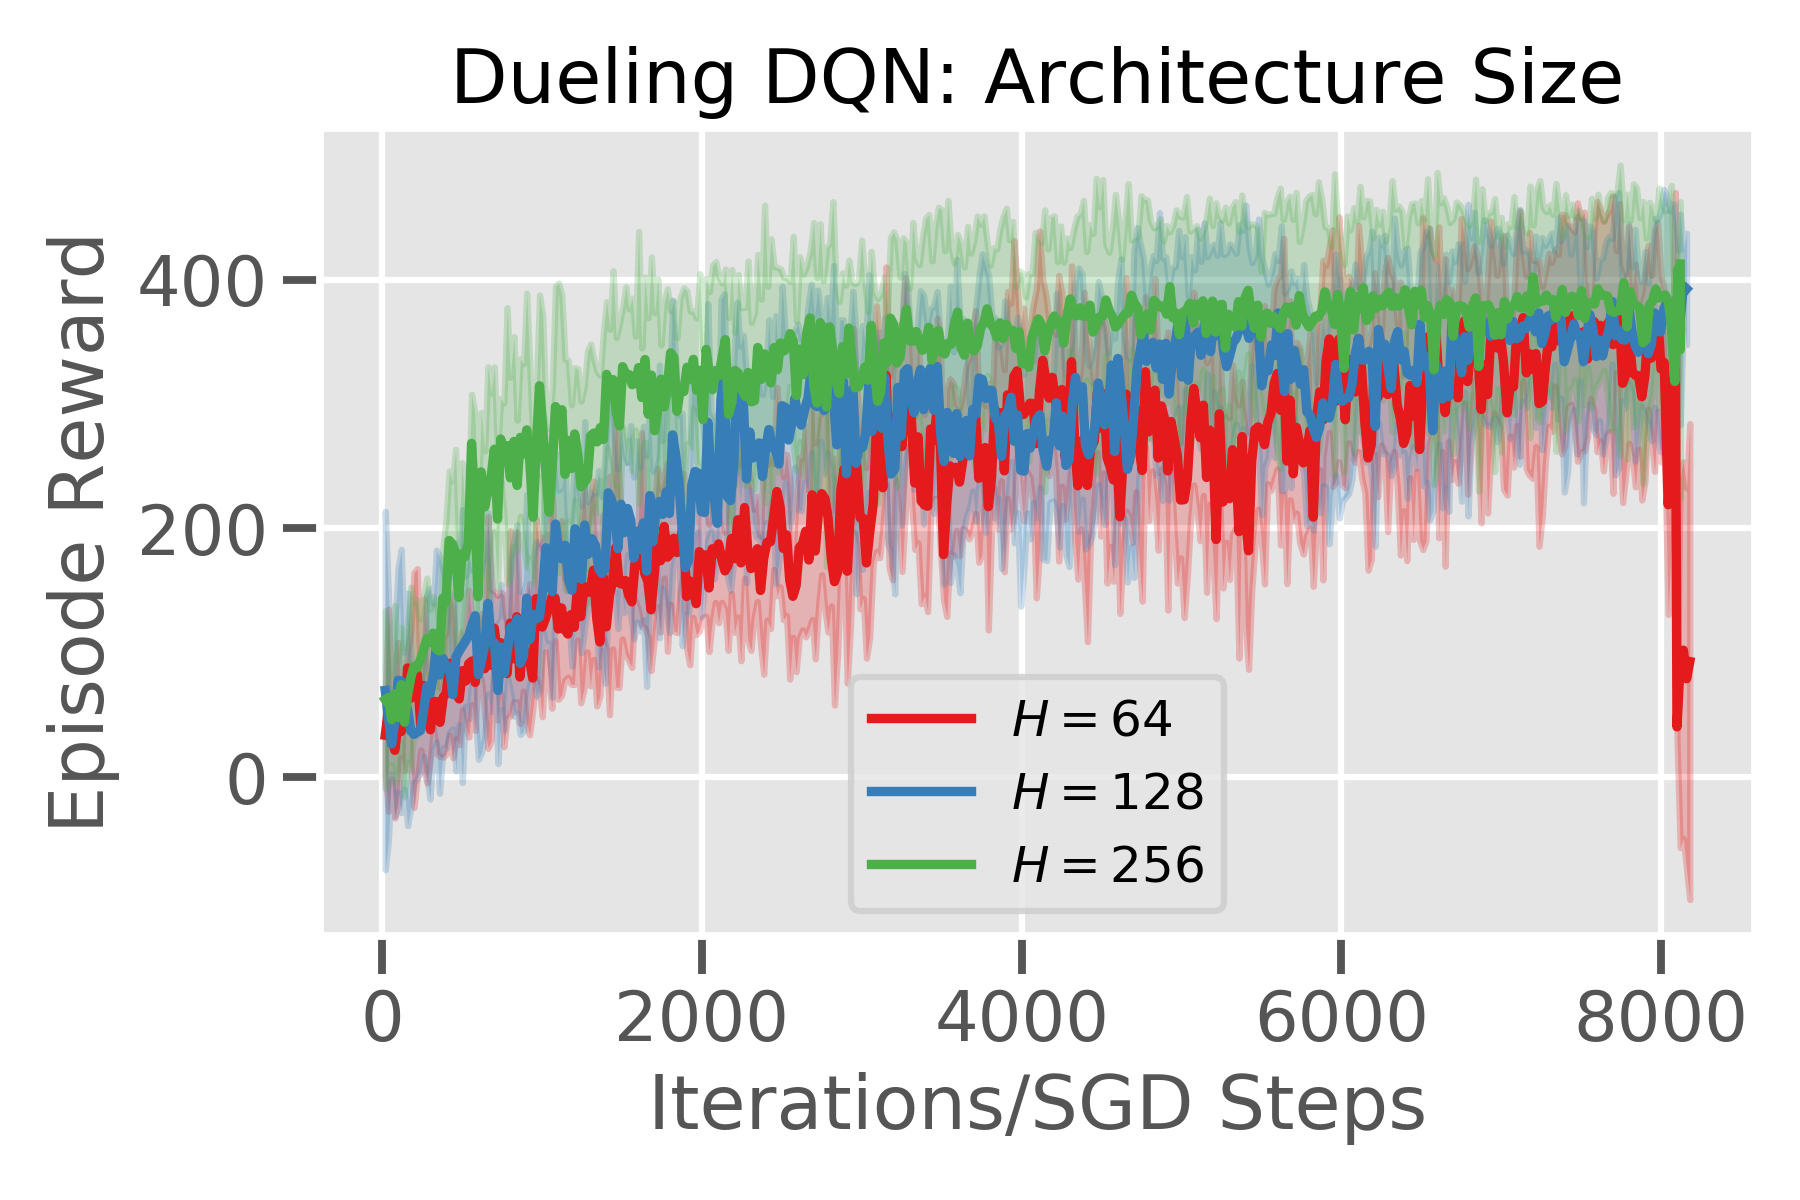 Dueling DQN: Architecture Size
Episode Reward
400
200
0
H = 64
H = 128
H = 256
0 2000 4000 6000 8000
Iterations/SGD Steps